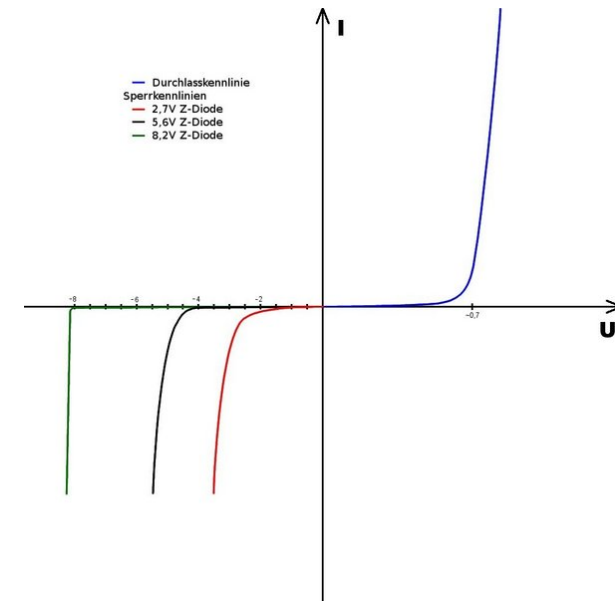 I
Durchlasskennlinie
Sperrkennlinien
2,7V Z-Diode
5,6V Z-Diode
8,2V Z-Diode
-8 -6 -4 -2
-0,7
U